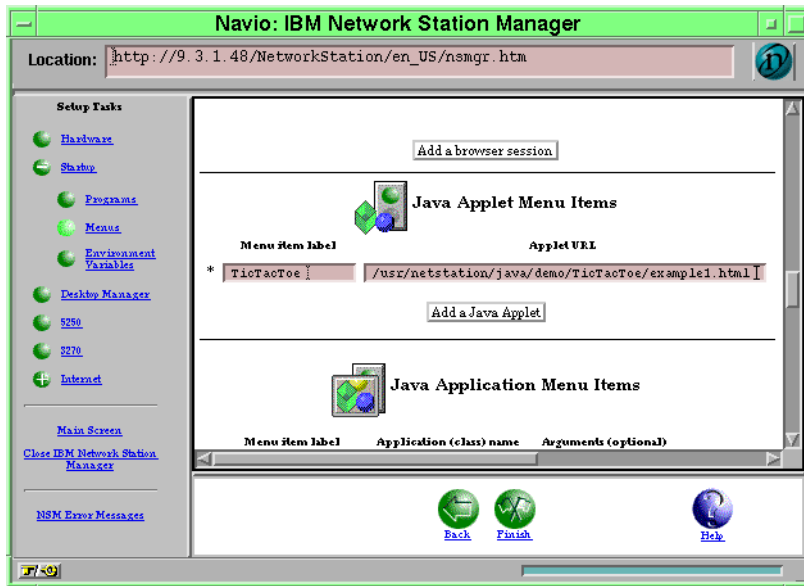 Navio: IBM Network Station Manager
Location: http://9.3.1.48/NetworkStation/en_US/nsmgr.htm
Setup Tasks
Hardware
Startup
Programs
Menus
Environment
Variables
Desktop Manager
5250
3270
Internet
Main Screen
Close IBM Network Station
Manager
NSM Error Messages
Add a browser session
Java Applet Menu Items
Menu item label Applet URL
* TicTacToe /usr/netstation/java/demo/TicTacToe/example1.html
Add a Java Applet
Java Application Menu Items
Menu item label Application (class) name Arguments (optional)
Back Finish Help